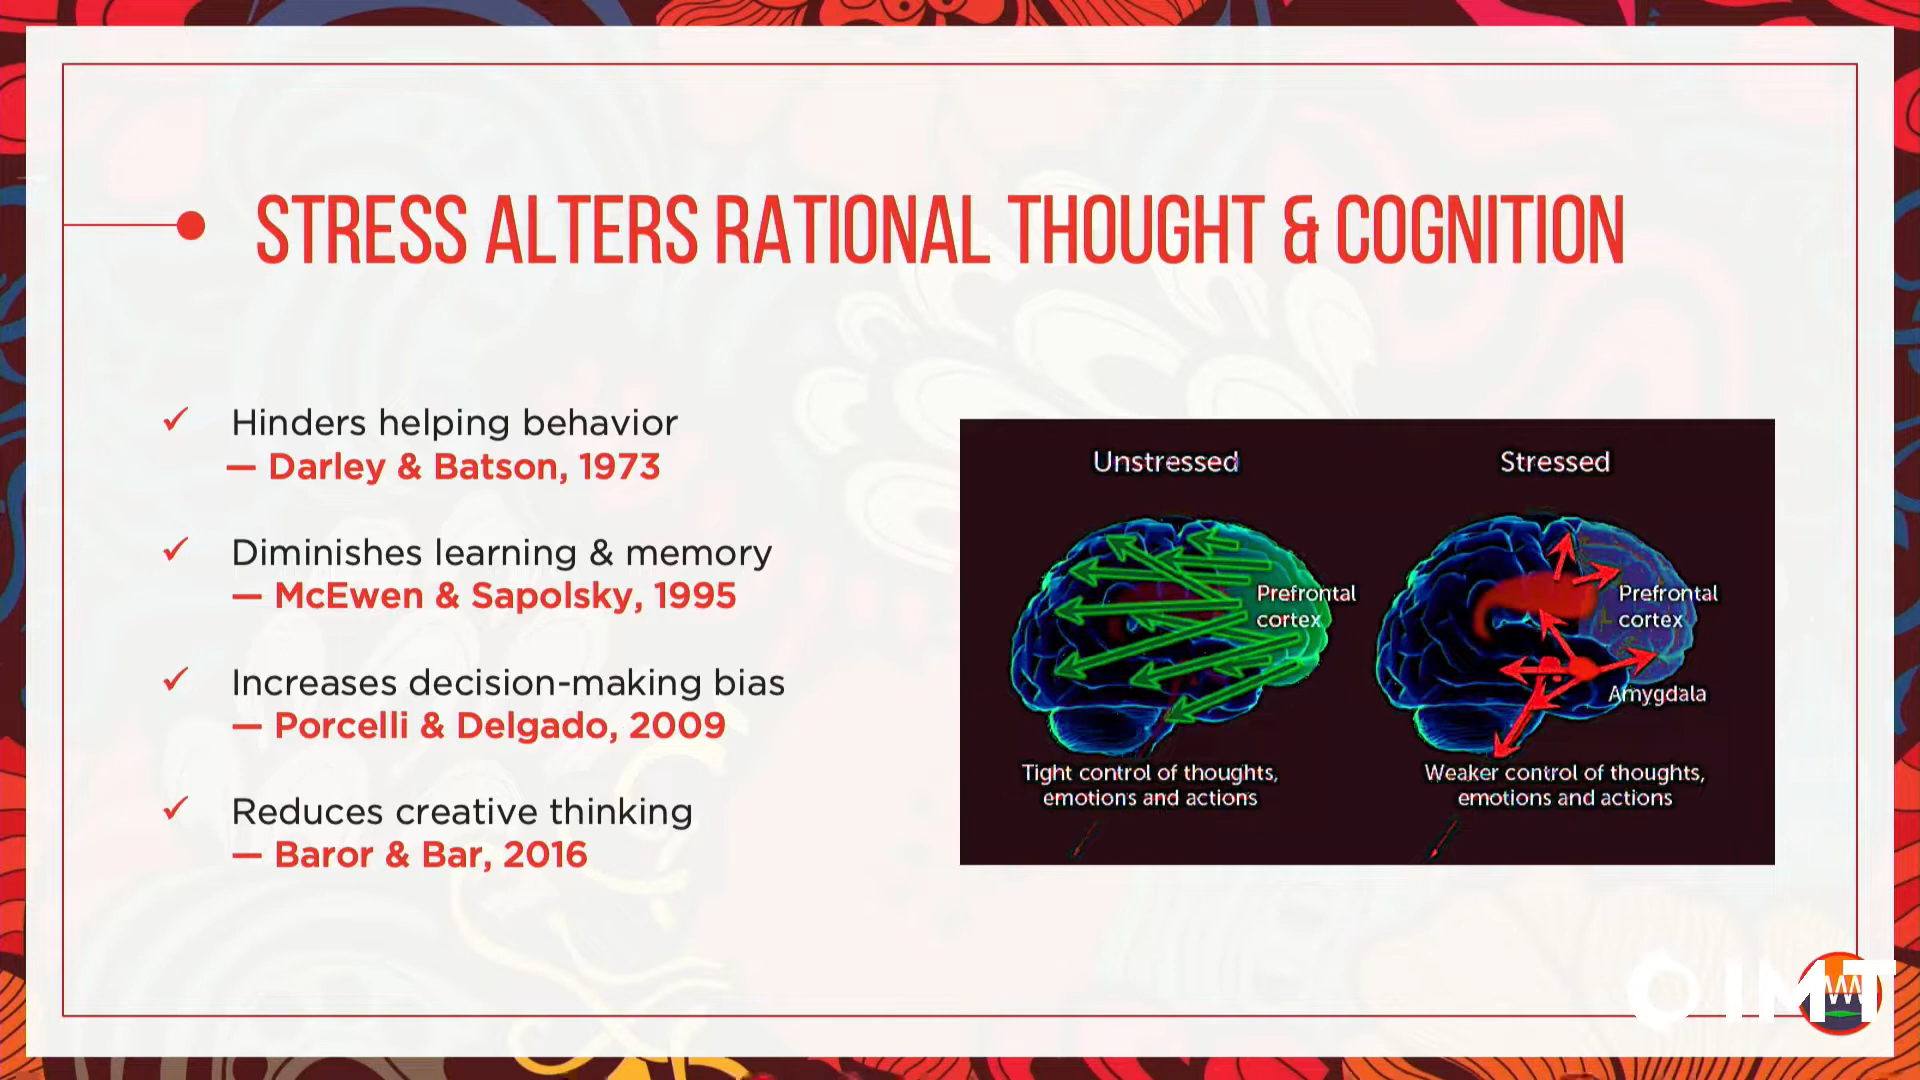 STRESS ALTERS RATIONAL THOUGHT & COGNITION
✓ Hinders helping behavior
— Darley & Batson, 1973
✓ Diminishes learning & memory
— McEwen & Sapolsky, 1995
✓ Increases decision-making bias
— Porcelli & Delgado, 2009
✓ Reduces creative thinking
— Baror & Bar, 2016
Unstressed
Prefrontal
cortex
Tight control of thoughts,
emotions and actions
Stressed
Prefrontal
cortex
Amygdala
Weaker control of thoughts,
emotions and actions
IMT